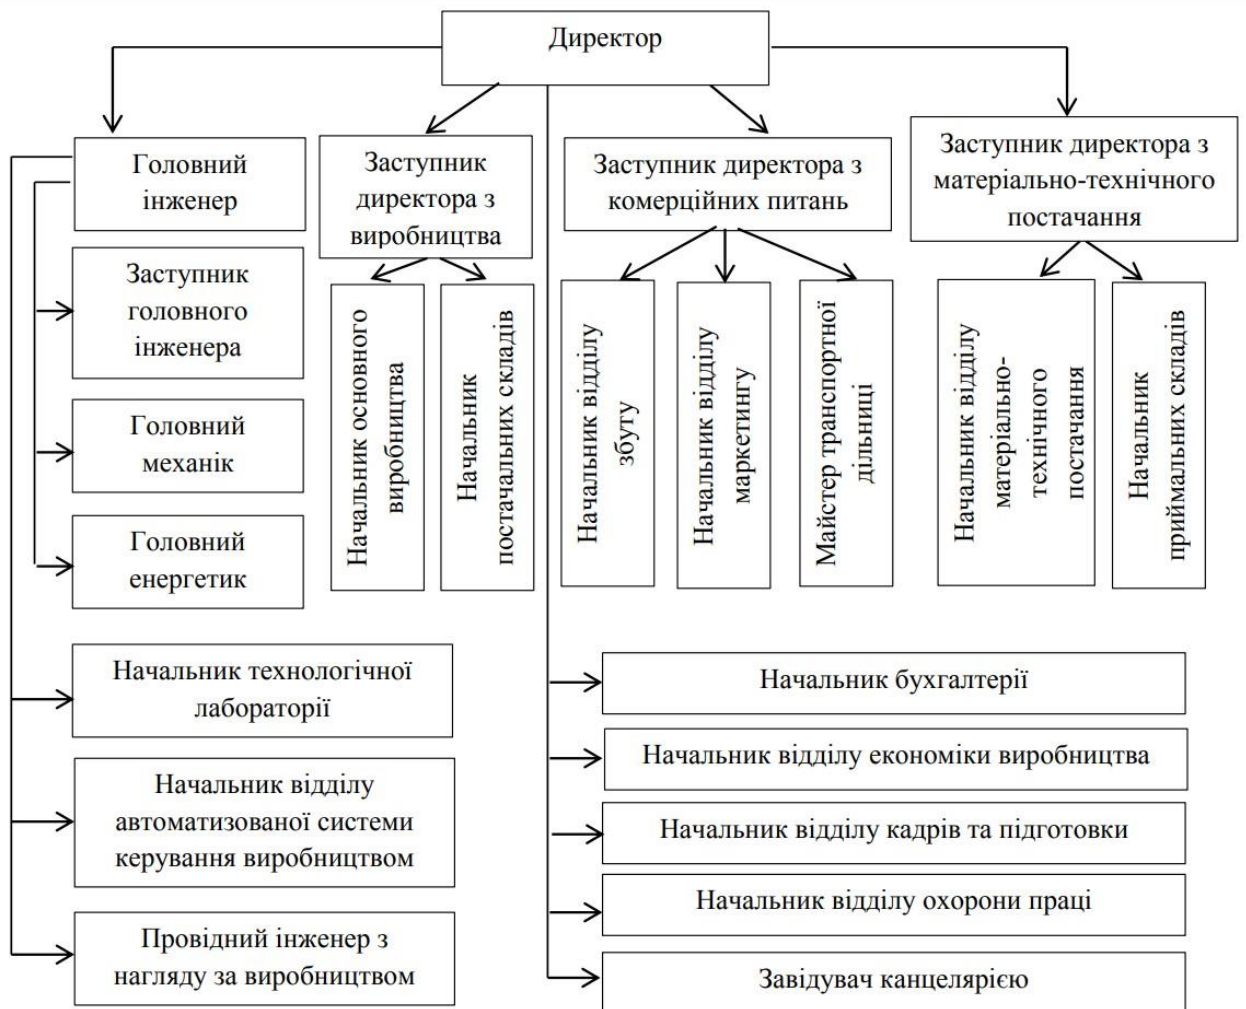 Директор
Головний
інженер
Заступник
директора з
виробництва
Заступник директора з
комерційних питань
Заступник директора з
матеріально-технічного
постачання
Заступник
головного
інженера
Головний
механік
Головний
енергетик
Начальник основного
виробництва
Начальник
постачальних складів
Начальник відділу
збуту
Начальник відділу
маркетингу
Майстер транспортної
дільниці
Начальник відділу
матеріально-
технічного
постачання
Начальник
приймальних складів
Начальник технологічної
лабораторії
Начальник відділу
автоматизованої системи
керування виробництвом
Провідний інженер з
нагляду за виробництвом
Начальник бухгалтерії
Начальник відділу економіки виробництва
Начальник відділу кадрів та підготовки
Начальник відділу охорони праці
Завідувач канцелярією